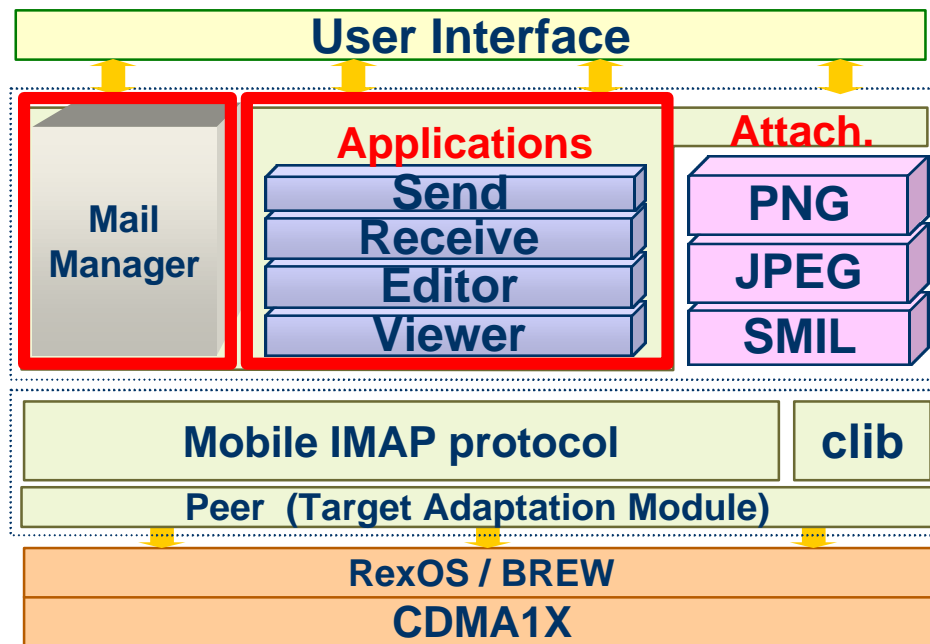 User Interface
Mail
Manager
Applications
Send
Receive
Editor
Viewer
Attach.
PNG
JPEG
SMIL
Mobile IMAP protocol
clib
Peer (Target Adaptation Module)
RexOS / BREW
CDMA1X